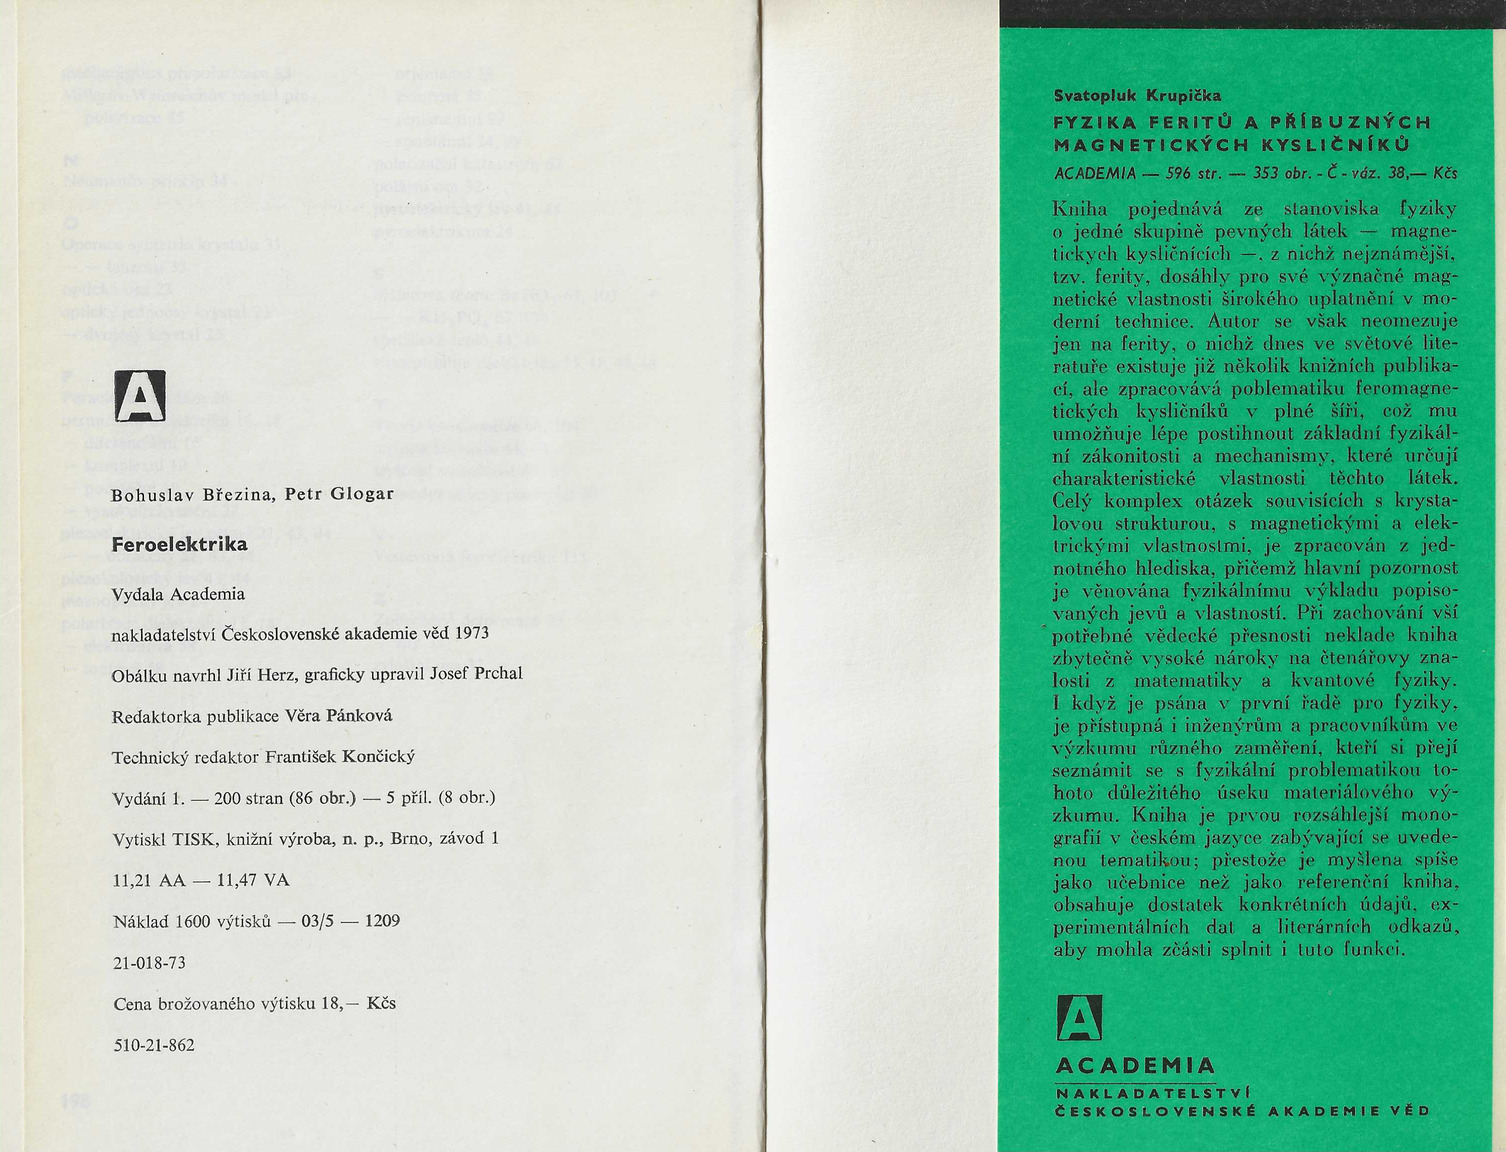 A
Bohuslav Březina, Petr Glogar
Feroelektrika
Vydala Academia
nakladatelství Československé akademie věd 1973
Obálku navrhl Jiří Herz, graficky upravil Josef Prchal
Redaktorka publikace Věra Pánková
Technický redaktor František Končický
Vydání 1. — 200 stran (86 obr.) — 5 příl. (8 obr.)
Vytiskl TISK, knižní výroba, n. p., Brno, závod 1
11,21 AA — 11,47 VA
Náklad 1600 výtisků — 03/5 — 1209
21-018-73
Cena brožovaného výtisku 18,— Kčs
510-21-862
Svatopluk Krupička
FYZIKA FERITŮ A PŘÍBUZNÝCH
MAGNETICKÝCH KYSLIČNÍKŮ
ACADEMIA — 596 str. — 353 obr. - Č - váz. 38,— Kčs
Kniha pojednává ze stanoviska fyziky
o jedné skupině pevných látek — magne-
tickych kysličnících —, z nichž nejznámější,
tzv. ferity, dosáhly pro své význačné mag-
netické vlastnosti širokého uplatnění v mo-
derní technice. Autor se však neomezuje
jen na ferity, o nichž dnes ve světové lite-
ratuře existuje již několik knižních publika-
cí, ale zpracovává poblematiku feromagne-
tických kysličníků v plné šíři, což mu
umožňuje lépe postihnout základní fyzikál-
ní zákonitosti a mechanismy, které určují
charakteristické vlastnosti těchto látek.
Celý komplex otázek souvisících s krysta-
lovou strukturou, s magnetickými a elek-
trickými vlastnostmi, je zpracován z jed-
notného hlediska, přičemž hlavní pozornost
je věnována fyzikálnímu výkladu popiso-
vaných jevů a vlastností. Při zachování vší
potřebné vědecké přesnosti neklade kniha
zbytečně vysoké nároky na čtenářovy zna-
losti z matematiky a kvantové fyziky.
I když je psána v první řadě pro fyziky,
je přístupná i inženýrům a pracovníkům ve
výzkumu různého zaměření, kteří si přejí
seznámit se s fyzikální problematikou to-
hoto důležitého úseku materiálového vý-
zkumu. Kniha je prvou rozsáhlejší mono-
grafií v českém jazyce zabývající se uvede-
nou tematikou; přestože je myšlena spíše
jako učebnice než jako referenční kniha,
obsahuje dostatek konkrétních údajů, ex-
perimentálních dat a literárních odkazů,
aby mohla zčásti splnit i tuto funkci.
A
ACADEMIA
NAKLADATELSTVÍ
ČESKOSLOVENSKÉ AKADEMIE VĚD